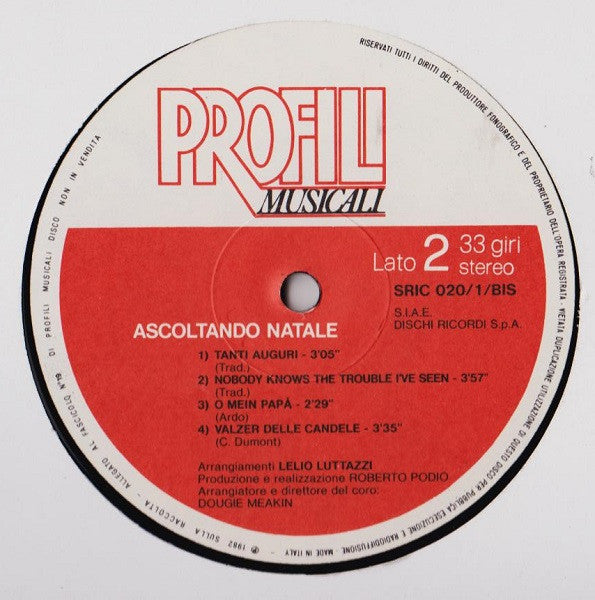 PROFILI
MUSICALI
Lato 2 33 giri
stereo
SRIC 020/1/BIS
S.I.A.E.
DISCHI RICORDI S.p.A.
ASCOLTANDO NATALE
1) TANTI AUGURI - 3'05"
(Trad.)
2) NOBODY KNOWS THE TROUBLE I'VE SEEN - 3'57"
(Trad.)
3) O MEIN PAPÀ - 2'29"
(Ardo)
4) VALZER DELLE CANDELE - 3'35"
(C. Dumont)
Arrangiamenti LELIO LUTTAZZI
Produzione e realizzazione ROBERTO PODIO
Arrangiatore e direttore del coro:
DOUGIE MEAKIN
RISERVATI TUTTI I DIRITTI DEL PRODUTTORE FONOGRAFICO E DEL PROPRIETARIO DELL'OPERA REGISTRATA - VIETATA DUPLICAZIONE UTILIZZAZIONE DI QUESTO DISCO PER PUBBLICA ESECUZIONE E RADIODIFFUSIONE. MADE IN ITALY - ℗ 1982 SULLA RACCOLTA - ALLEGATO AL FASCICOLO N° DI PROFILI MUSICALI DISCO NON IN VENDITA